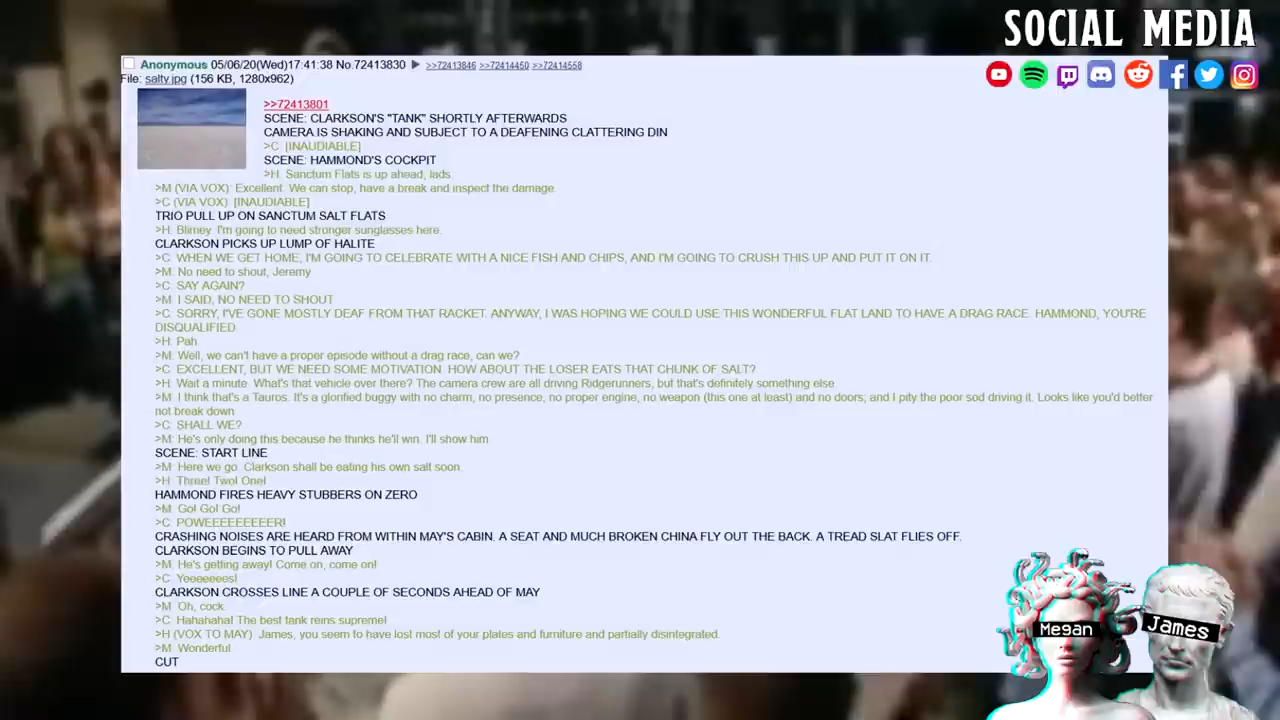 SOCIAL MEDIA
Anonymous 05/06/20(Wed)17:41:38 No.72413830 ▶ >>72413846 >>72414450 >>72414558
File: salty.jpg (156 KB, 1280x962)
>>72413801
SCENE: CLARKSON'S "TANK" SHORTLY AFTERWARDS
CAMERA IS SHAKING AND SUBJECT TO A DEAFENING CLATTERING DIN
>C: [INAUDIABLE]
SCENE: HAMMOND'S COCKPIT
>H: Sanctum Flats is up ahead, lads.
>M (VIA VOX): Excellent. We can stop, have a break and inspect the damage.
>C (VIA VOX): [INAUDIABLE]
TRIO PULL UP ON SANCTUM SALT FLATS
>H: Blimey. I'm going to need stronger sunglasses here.
CLARKSON PICKS UP LUMP OF HALITE
>C: WHEN WE GET HOME, I'M GOING TO CELEBRATE WITH A NICE FISH AND CHIPS, AND I'M GOING TO CRUSH THIS UP AND PUT IT ON IT.
>M: No need to shout, Jeremy
>C: SAY AGAIN?
>M: I SAID, NO NEED TO SHOUT
>C: SORRY, I'VE GONE MOSTLY DEAF FROM THAT RACKET. ANYWAY, I WAS HOPING WE COULD USE THIS WONDERFUL FLAT LAND TO HAVE A DRAG RACE. HAMMOND, YOU'RE
DISQUALIFIED.
>H: Pah.
>M: Well, we can't have a proper episode without a drag race, can we?
>C: EXCELLENT, BUT WE NEED SOME MOTIVATION. HOW ABOUT THE LOSER EATS THAT CHUNK OF SALT?
>H: Wait a minute. What's that vehicle over there? The camera crew are all driving Ridgerunners, but that's definitely something else
>M: I think that's a Tauros. It's a glorified buggy with no charm, no presence, no proper engine, no weapon (this one at least) and no doors; and I pity the poor sod driving it. Looks like you'd better
not break down
>C: SHALL WE?
>M: He's only doing this because he thinks he'll win. I'll show him
SCENE: START LINE
>M: Here we go. Clarkson shall be eating his own salt soon.
>H: Three! Two! One!
HAMMOND FIRES HEAVY STUBBERS ON ZERO
>M: Go! Go! Go!
>C: POWEEEEEEEEER!
CRASHING NOISES ARE HEARD FROM WITHIN MAY'S CABIN. A SEAT AND MUCH BROKEN CHINA FLY OUT THE BACK. A TREAD SLAT FLIES OFF.
CLARKSON BEGINS TO PULL AWAY
>M: He's getting away! Come on, come on!
>C: Yeeeeeees!
CLARKSON CROSSES LINE A COUPLE OF SECONDS AHEAD OF MAY
>M: Oh, cock.
>C: Hahahaha! The best tank reins supreme!
>H (VOX TO MAY): James, you seem to have lost most of your plates and furniture and partially disintegrated.
>M: Wonderful
CUT
Megan
James